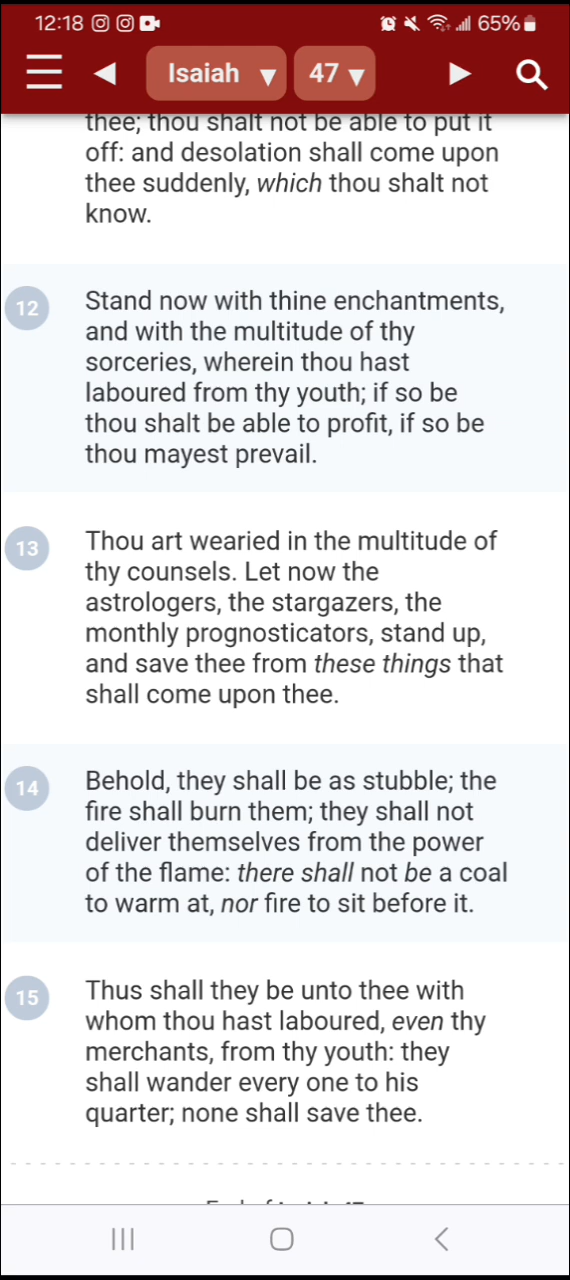 12:18 65%
Isaiah 47
thee; thou shalt not be able to put it
off: and desolation shall come upon
thee suddenly, which thou shalt not
know.
12
Stand now with thine enchantments,
and with the multitude of thy
sorceries, wherein thou hast
laboured from thy youth; if so be
thou shalt be able to profit, if so be
thou mayest prevail.
13
Thou art wearied in the multitude of
thy counsels. Let now the
astrologers, the stargazers, the
monthly prognosticators, stand up,
and save thee from these things that
shall come upon thee.
14
Behold, they shall be as stubble; the
fire shall burn them; they shall not
deliver themselves from the power
of the flame: there shall not be a coal
to warm at, nor fire to sit before it.
15
Thus shall they be unto thee with
whom thou hast laboured, even thy
merchants, from thy youth: they
shall wander every one to his
quarter; none shall save thee.